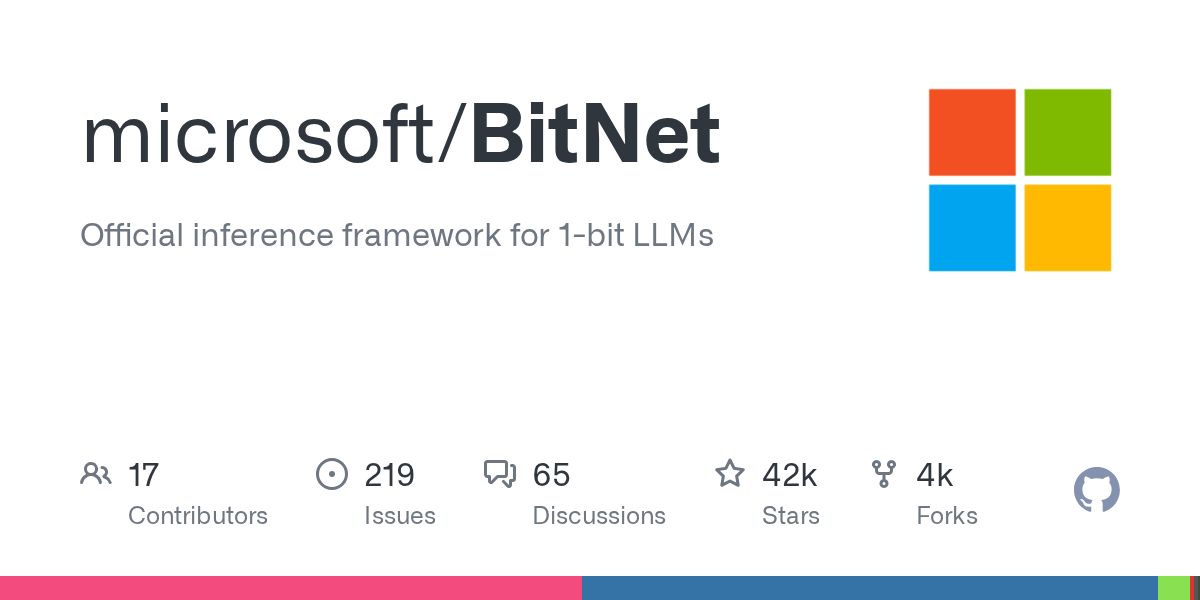 microsoft/BitNet
Official inference framework for 1-bit LLMs
17
Contributors
219
Issues
65
Discussions
42k
Stars
4k
Forks